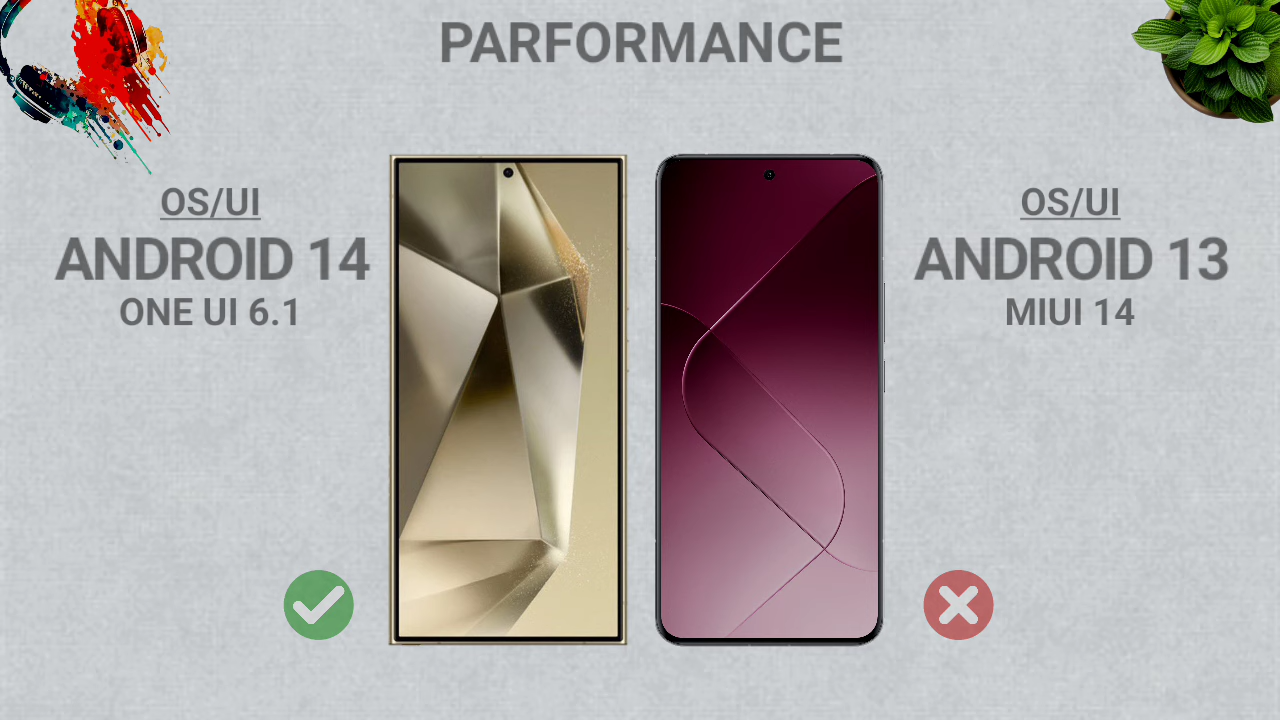 PARFORMANCE
OS/UI
ANDROID 14
ONE UI 6.1
OS/UI
ANDROID 13
MIUI 14